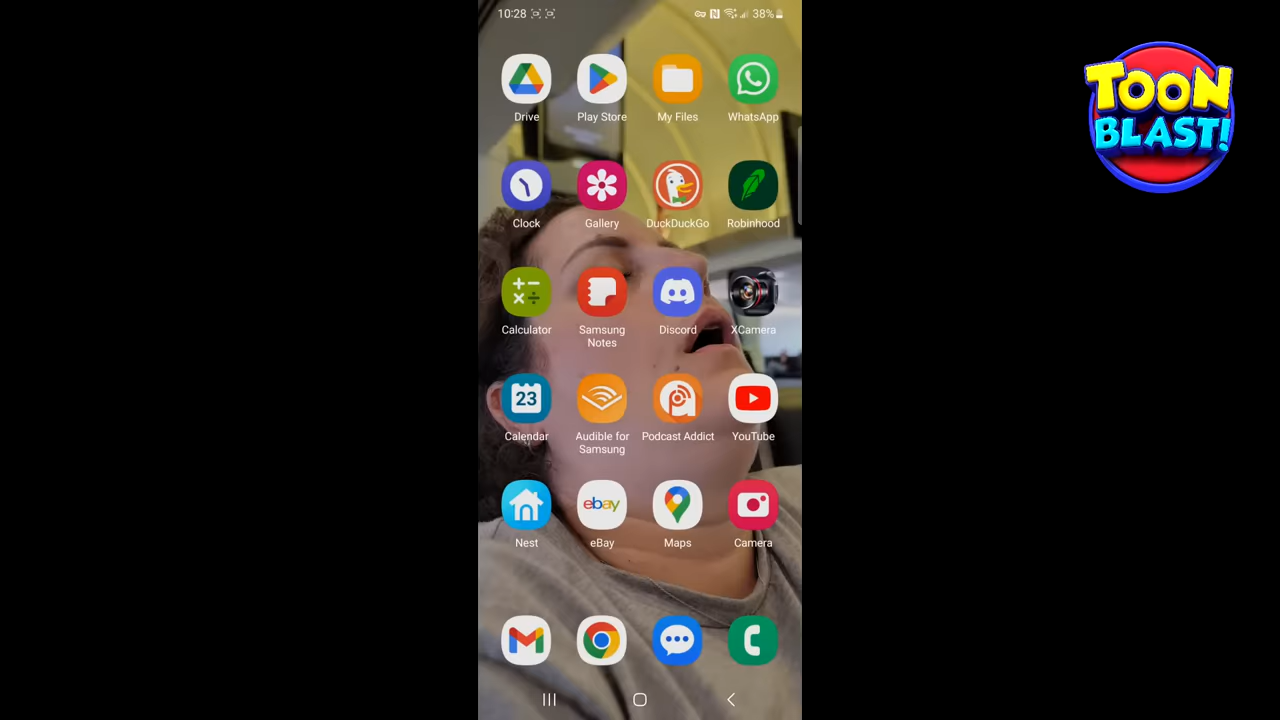 10:28
38%
TOON
BLAST!
Drive
Play Store
My Files
WhatsApp
Clock
Gallery
DuckDuckGo
Robinhood
Calculator
Samsung
Notes
Discord
XCamera
23
Calendar
Audible for
Samsung
Podcast Addict
YouTube
Nest
ebay
eBay
Maps
Camera